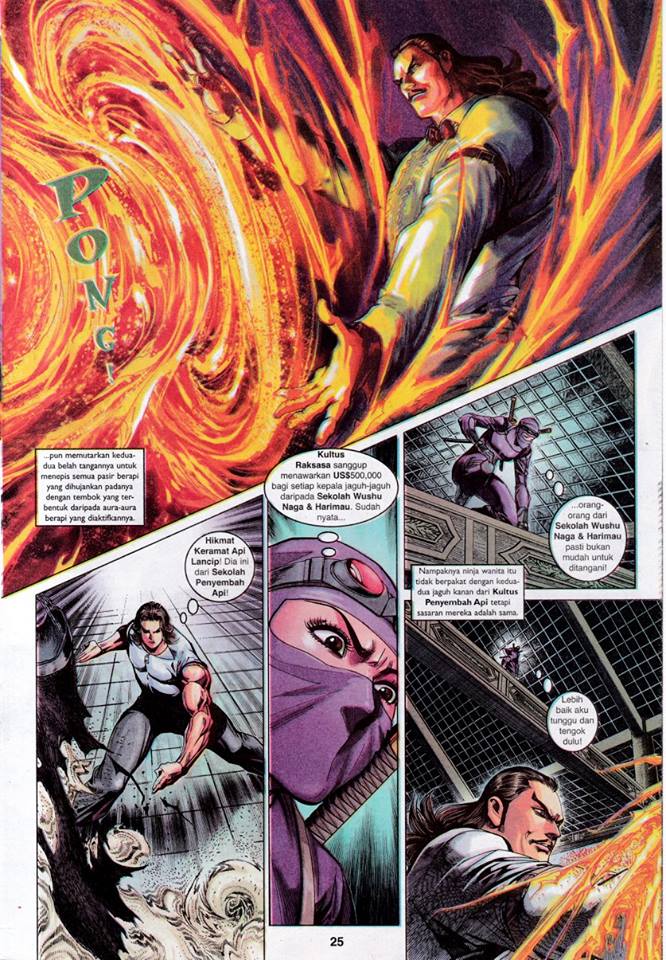 PONG!
...pun memutarkan kedua-
dua belah tangannya untuk
menepis semua pasir berapi
yang dihujankan padanya
dengan tembok yang ter-
bentuk daripada aura-aura
berapi yang diaktifkannya.
Hikmat
Keramat Api
Lancip! Dia ini
dari Sekolah
Penyembah
Api!
Kultus
Raksasa sanggup
menawarkan US$500,000
bagi setiap kepala jaguh-jaguh
daripada Sekolah Wushu
Naga & Harimau. Sudah
nyata...
...orang-
orang dari
Sekolah Wushu
Naga & Harimau
pasti bukan
mudah untuk
ditangani!
Nampaknya ninja wanita itu
tidak berpakat dengan kedua-
dua jaguh kanan dari Kultus
Penyembah Api tetapi
sasaran mereka adalah sama.
Lebih
baik aku
tunggu dan
tengok
dulu!
25